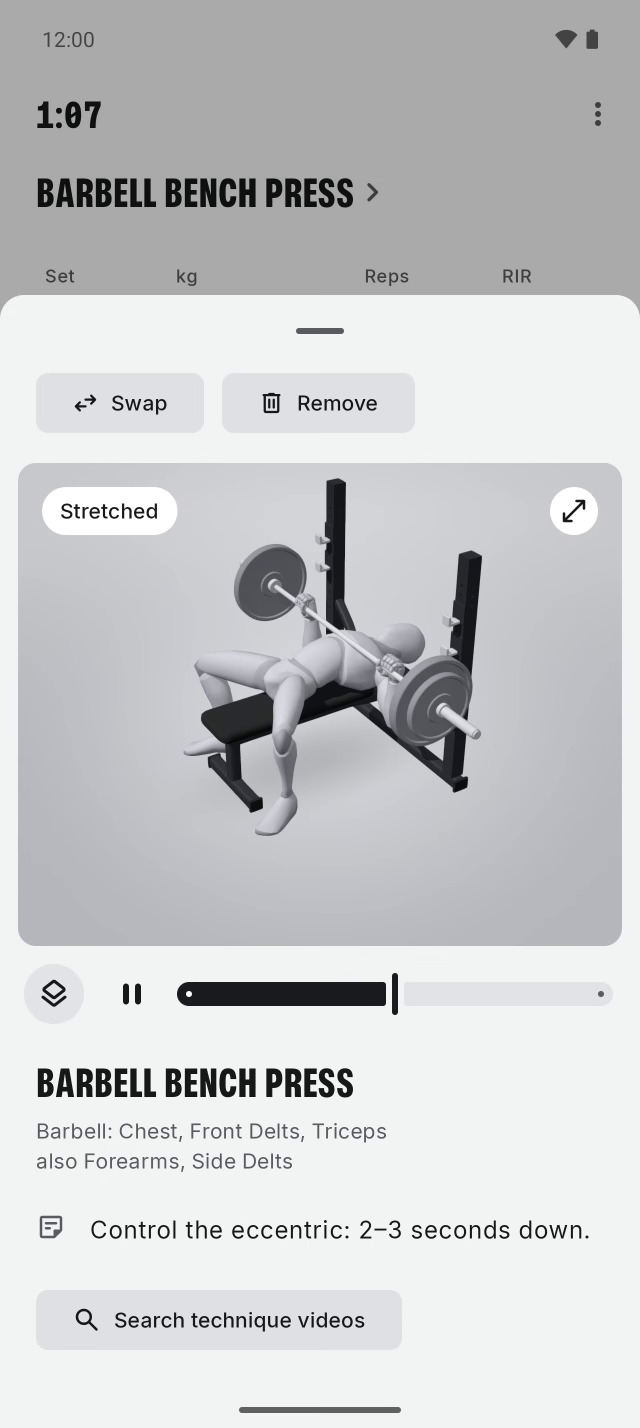 12:00
1:07
BARBELL BENCH PRESS
Set kg Reps RIR
Swap Remove
Stretched
BARBELL BENCH PRESS
Barbell: Chest, Front Delts, Triceps
also Forearms, Side Delts
Control the eccentric: 2–3 seconds down.
Search technique videos